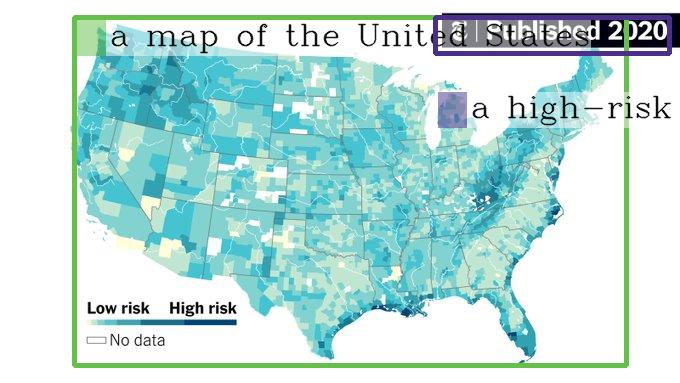 a map of the United States
Published 2020
a high-risk
Low risk High risk
No data